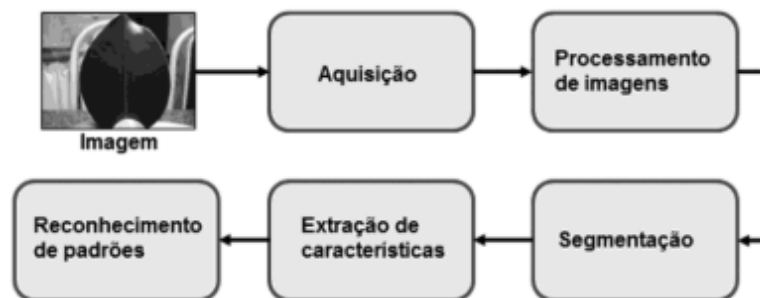 Imagem
Aquisição
Processamento
de imagens
Segmentação
Extração de
características
Reconhecimento
de padrões